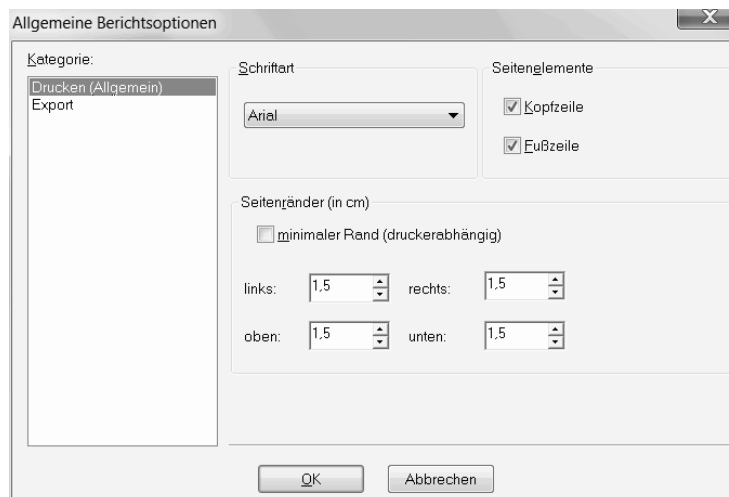 Allgemeine Berichtsoptionen
Kategorie:
Drucken (Allgemein)
Export
Schriftart
Arial
Seitenelemente
Kopfzeile
Fußzeile
Seitenränder (in cm)
minimaler Rand (druckerabhängig)
links: 1,5 rechts: 1,5
oben: 1,5 unten: 1,5
OK Abbrechen